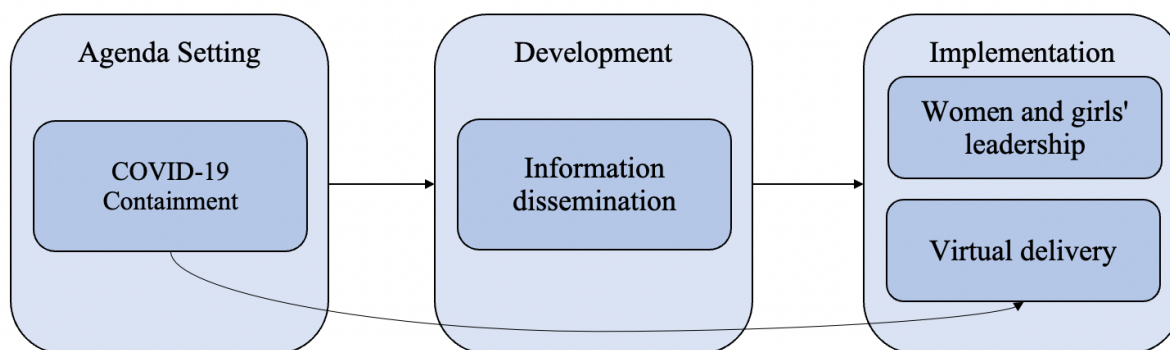 Agenda Setting
COVID-19
Containment
Development
Information
dissemination
Implementation
Women and girls'
leadership
Virtual delivery